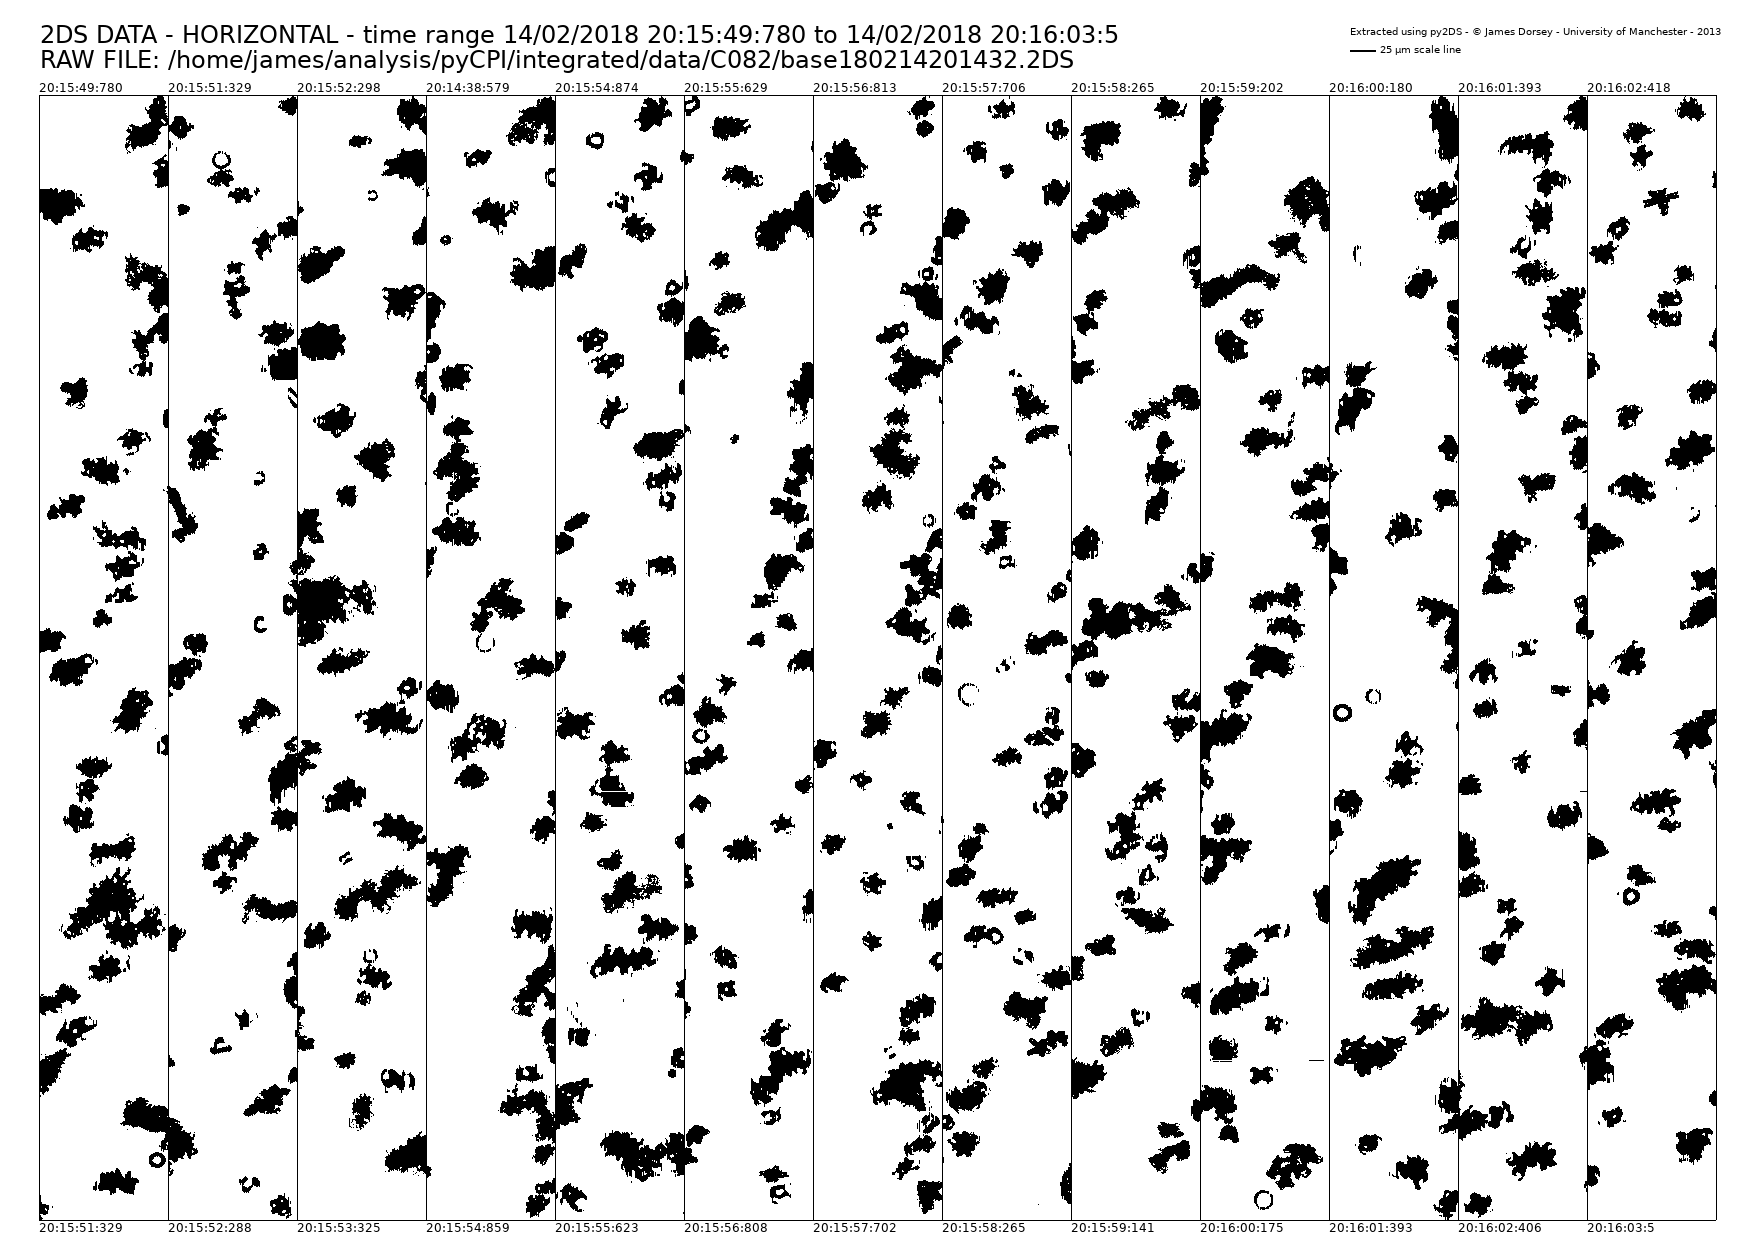 2DS DATA - HORIZONTAL - time range 14/02/2018 20:15:49:780 to 14/02/2018 20:16:03:5
RAW FILE: /home/james/analysis/pyCPI/integrated/data/C082/base180214201432.2DS
Extracted using py2DS - © James Dorsey - University of Manchester - 2013
25 µm scale line
20:15:49:780 20:15:51:329 20:15:52:298 20:14:38:579 20:15:54:874 20:15:55:629 20:15:56:813 20:15:57:706 20:15:58:265 20:15:59:202 20:16:00:180 20:16:01:393 20:16:02:418
20:15:51:329 20:15:52:288 20:15:53:325 20:15:54:859 20:15:55:623 20:15:56:808 20:15:57:702 20:15:58:265 20:15:59:141 20:16:00:175 20:16:01:393 20:16:02:406 20:16:03:5